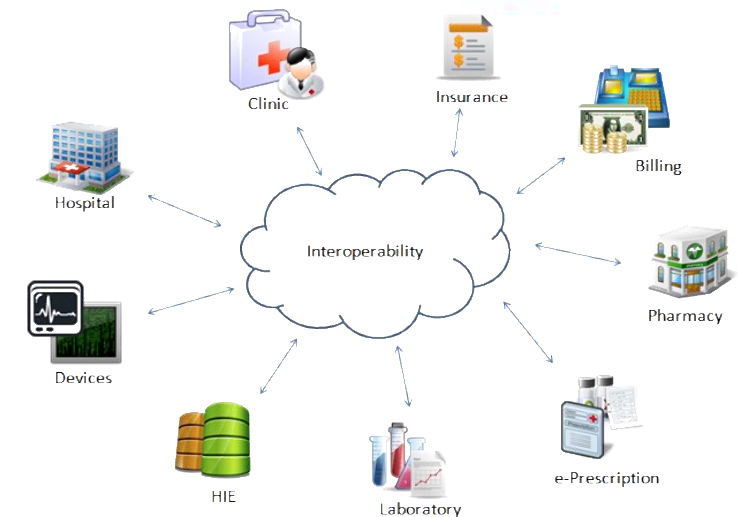 Clinic
Insurance
Billing
Hospital
Interoperability
Pharmacy
Devices
e-Prescription
HIE
Laboratory